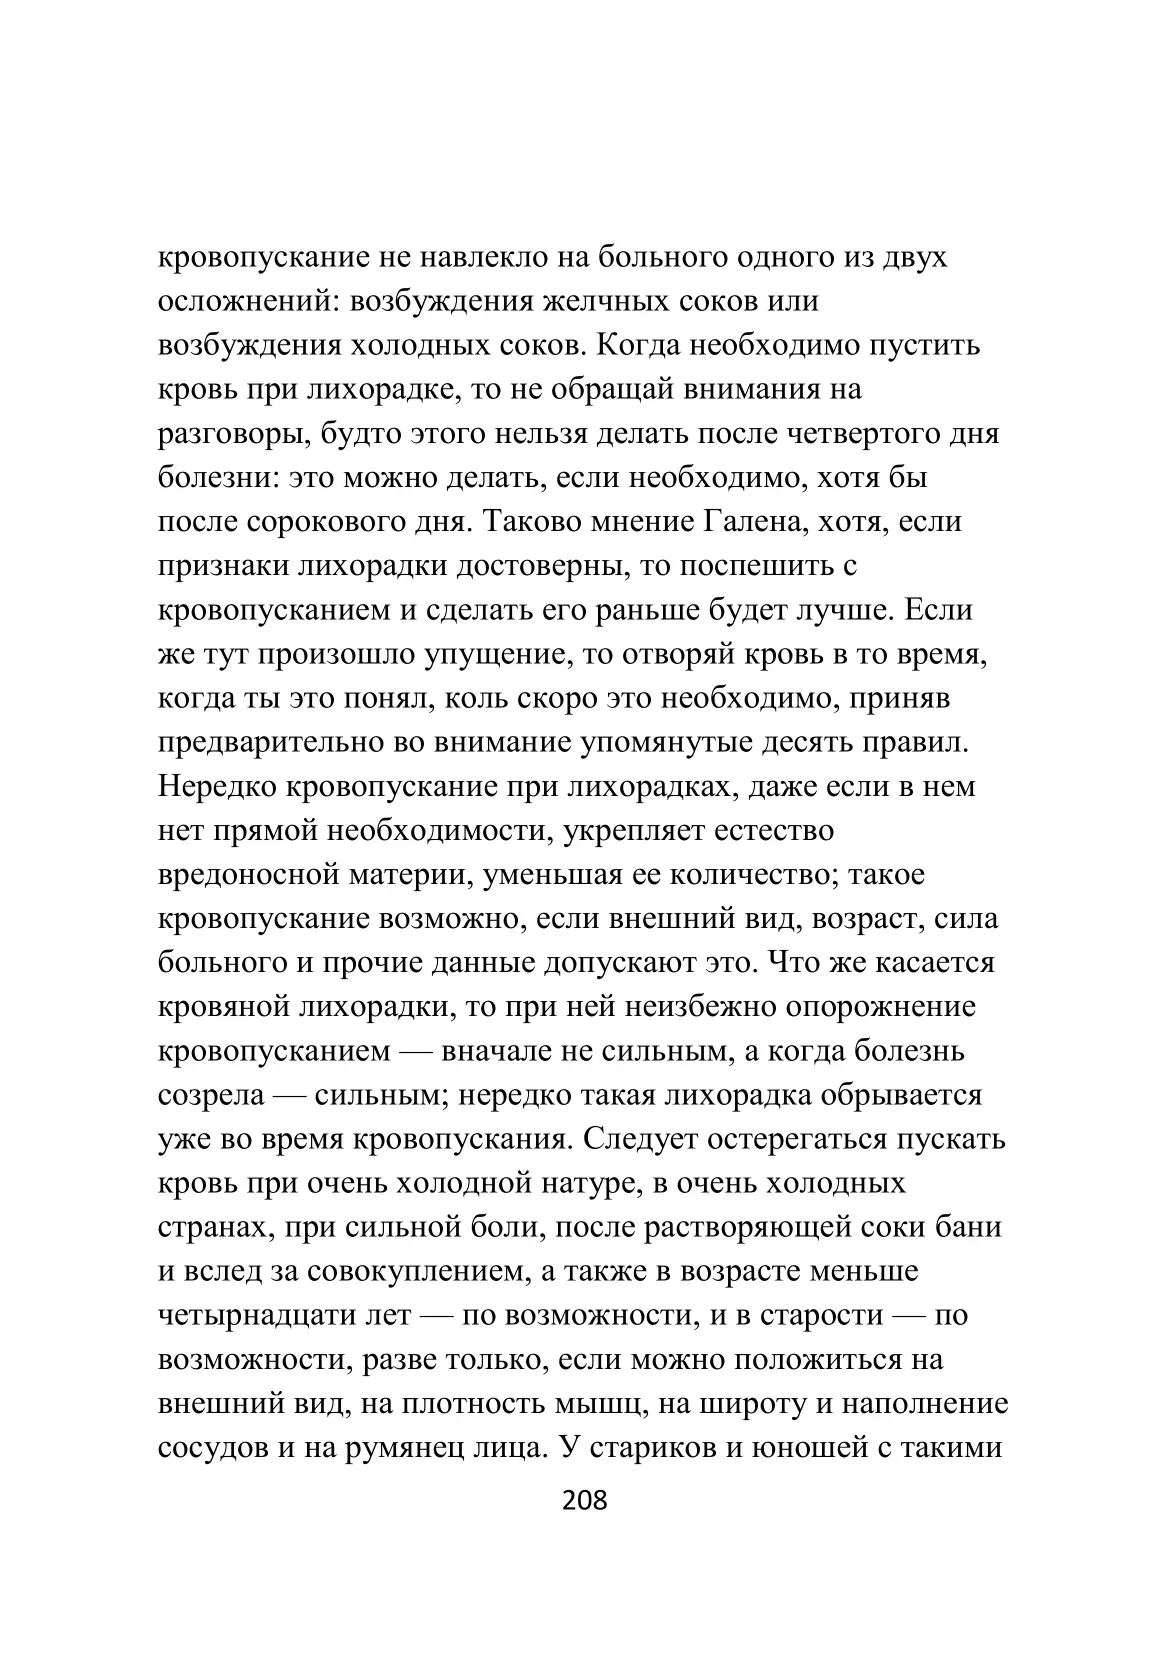 кровопускание не навлекло на больного одного из двух
осложнений: возбуждения желчных соков или
возбуждения холодных соков. Когда необходимо пустить
кровь при лихорадке, то не обращай внимания на
разговоры, будто этого нельзя делать после четвертого дня
болезни: это можно делать, если необходимо, хотя бы
после сорокового дня. Таково мнение Галена, хотя, если
признаки лихорадки достоверны, то поспешить с
кровопусканием и сделать его раньше будет лучше. Если
же тут произошло упущение, то отворяй кровь в то время,
когда ты это понял, коль скоро это необходимо, приняв
предварительно во внимание упомянутые десять правил.
Нередко кровопускание при лихорадках, даже если в нем
нет прямой необходимости, укрепляет естество
вредоносной материи, уменьшая ее количество; такое
кровопускание возможно, если внешний вид, возраст, сила
больного и прочие данные допускают это. Что же касается
кровяной лихорадки, то при ней неизбежно опорожнение
кровопусканием — вначале не сильным, а когда болезнь
созрела — сильным; нередко такая лихорадка обрывается
уже во время кровопускания. Следует остерегаться пускать
кровь при очень холодной натуре, в очень холодных
странах, при сильной боли, после растворяющей соки бани
и вслед за совокуплением, а также в возрасте меньше
четырнадцати лет — по возможности, и в старости — по
возможности, разве только, если можно положиться на
внешний вид, на плотность мышц, на широту и наполнение
сосудов и на румянец лица. У стариков и юношей с такими
208